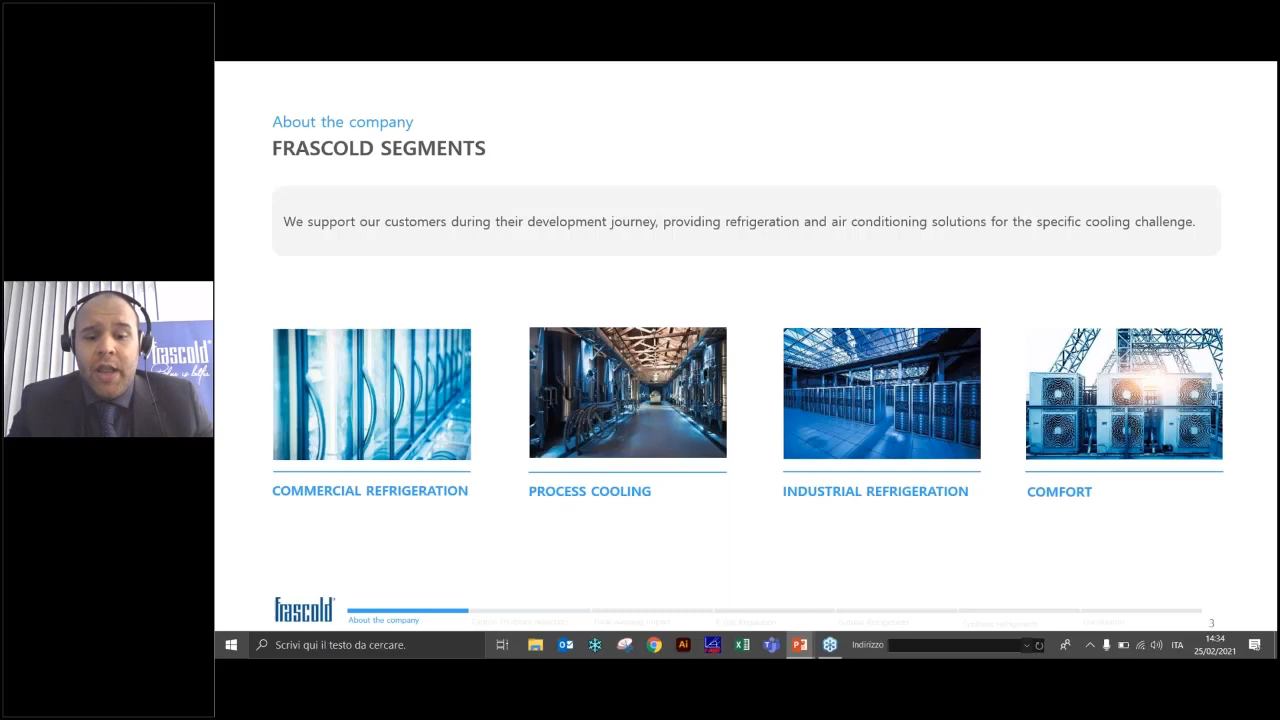 About the company
FRASCOLD SEGMENTS
We support our customers during their development journey, providing refrigeration and air conditioning solutions for the specific cooling challenge.
frascold
COMMERCIAL REFRIGERATION
PROCESS COOLING
INDUSTRIAL REFRIGERATION
COMFORT
frascold
About the company
3
Scrivi qui il testo da cercare.
Indirizzo
ITA
14:34
25/02/2021